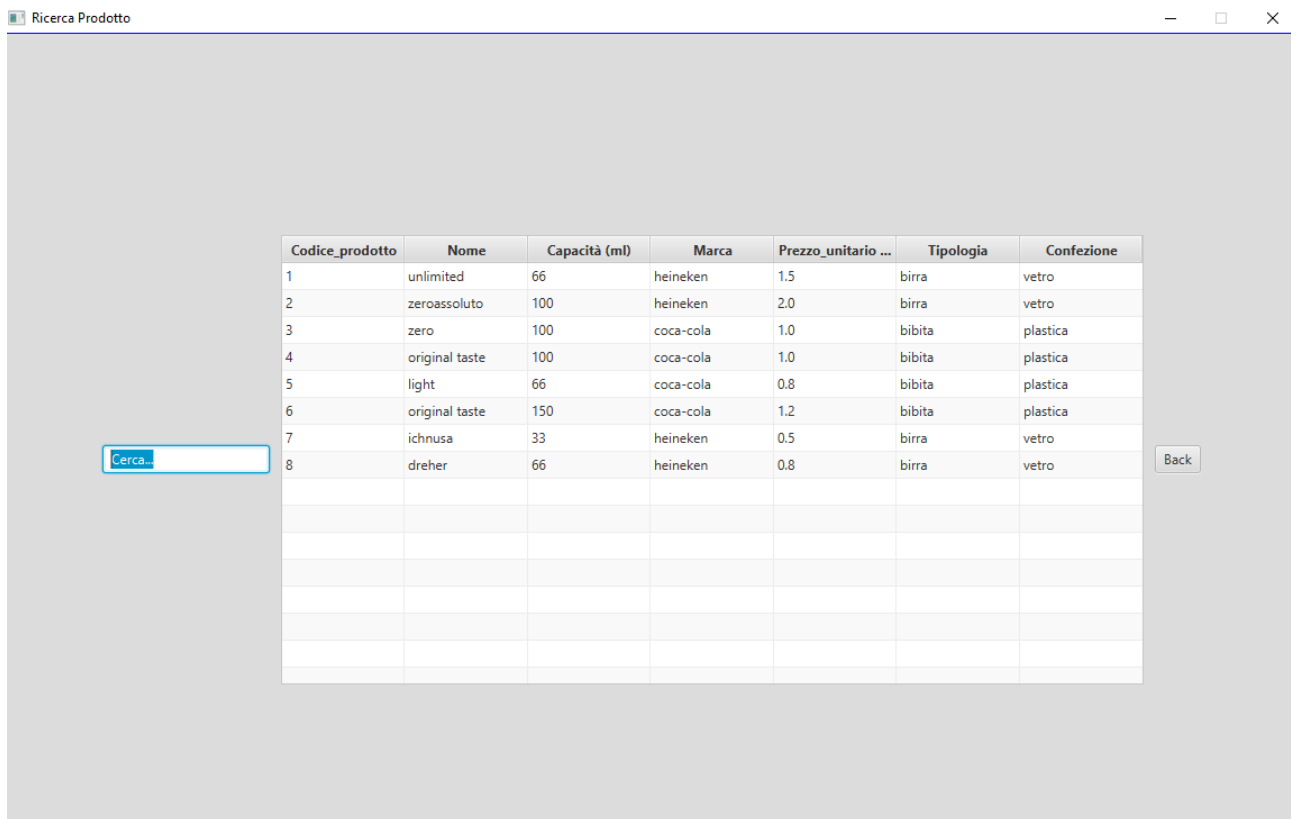 Ricerca Prodotto
Codice_prodotto Nome Capacità (ml) Marca Prezzo_unitario ... Tipologia Confezione
1 unlimited 66 heineken 1.5 birra vetro
2 zeroassoluto 100 heineken 2.0 birra vetro
3 zero 100 coca-cola 1.0 bibita plastica
4 original taste 100 coca-cola 1.0 bibita plastica
5 light 66 coca-cola 0.8 bibita plastica
6 original taste 150 coca-cola 1.2 bibita plastica
7 ichnusa 33 heineken 0.5 birra vetro
8 dreher 66 heineken 0.8 birra vetro
Cerca...
Back